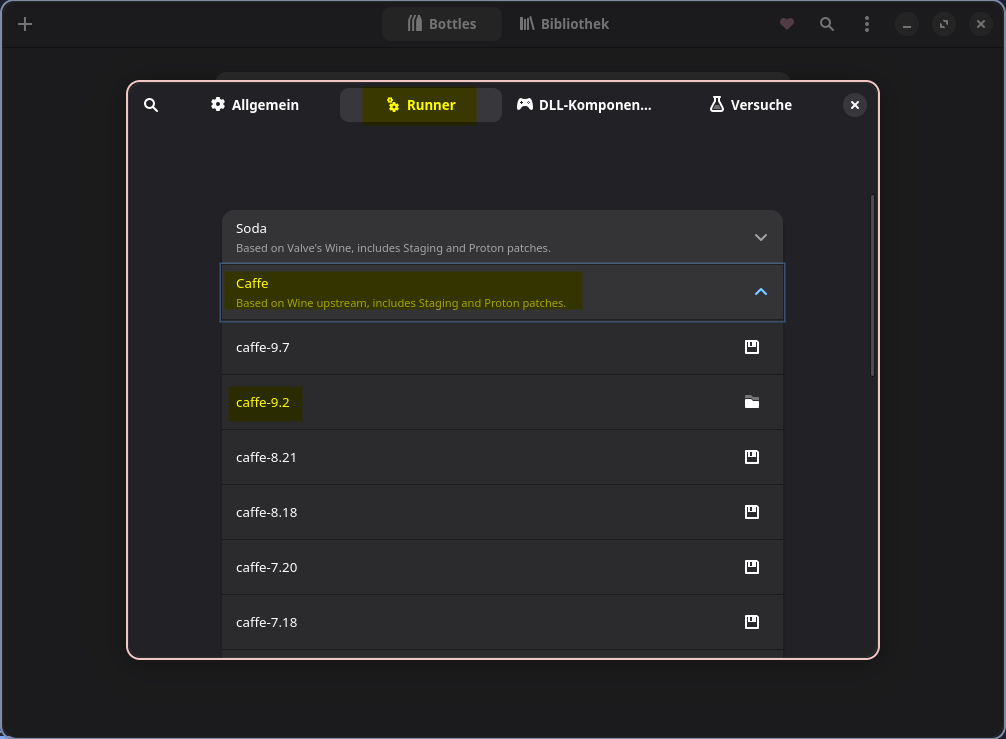 Bottles
Bibliothek
Allgemein
Runner
DLL-Komponen...
Versuche
Soda
Based on Valve's Wine, includes Staging and Proton patches.
Caffe
Based on Wine upstream, includes Staging and Proton patches.
caffe-9.7
caffe-9.2
caffe-8.21
caffe-8.18
caffe-7.20
caffe-7.18